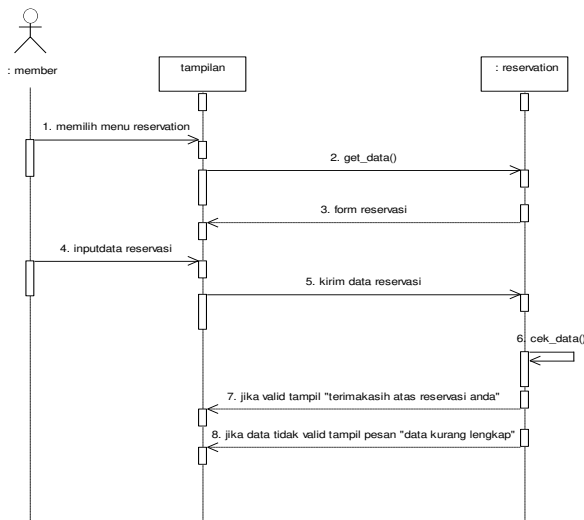 : member
tampilan
: reservation
1. memilih menu reservation
2. get_data()
3. form reservasi
4. inputdata reservasi
5. kirim data reservasi
6. cek_data()
7. jika valid tampil "terimakasih atas reservasi anda"
8. jika data tidak valid tampil pesan "data kurang lengkap"